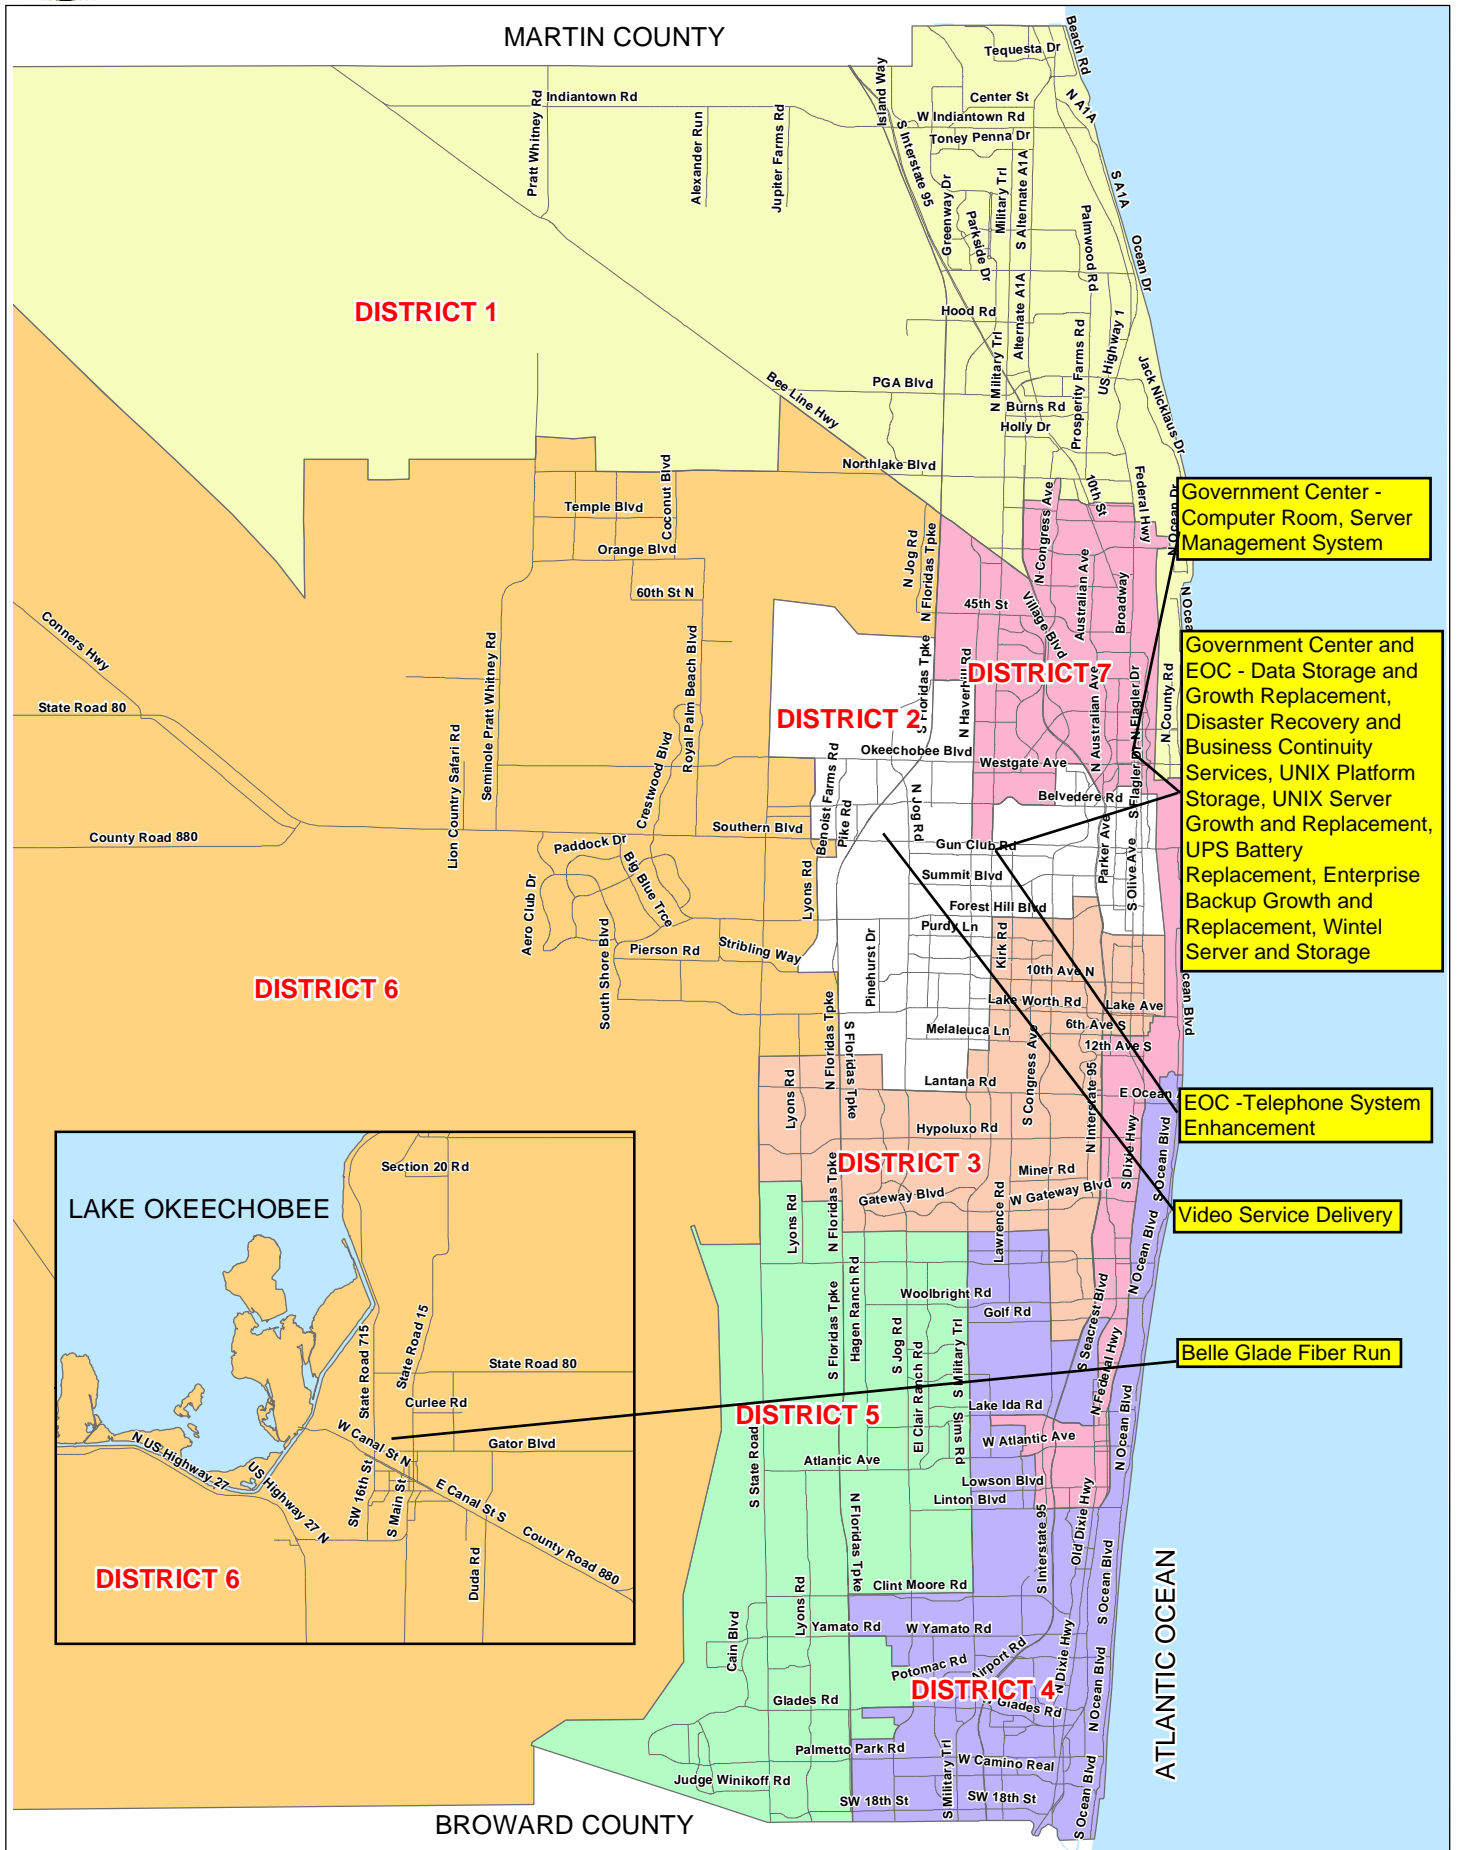 MARTIN COUNTY
Beach Rd
Tequesta Dr
Island Way
Pratt Whitney Rd
Indiantown Rd
Center St
N A1A
Alexander Run
Jupiter Farms Rd
W Indiantown Rd
S Interstate 95
Toney Penna Dr
S A1A
Greenway Dr
Parkside Dr
Military Trl
S Alternate A1A
Palmwood Rd
Ocean Dr
DISTRICT 1
Hood Rd
Alternate A1A
N Military Trl
Prosperity Farms Rd
US Highway 1
Jack Nicklaus Dr
Bee Line Hwy
PGA Blvd
Burns Rd
Holly Dr
Northlake Blvd
Coconut Blvd
Temple Blvd
Orange Blvd
60th St N
N Jog Rd
N Floridas Tpke
N Congress Ave
10th St
Federal Hwy
N Ocean Dr
Government Center -
Computer Room, Server
Management System
45th St
Village Blvd
Australian Ave
Broadway
Conners Hwy
State Road 80
Seminole Pratt Whitney Rd
Royal Palm Beach Blvd
S Floridas Tpke
N Haverhill Rd
DISTRICT 7
DISTRICT 2
N Australian Ave
N Flagler Dr
N County Rd
Government Center and
EOC - Data Storage and
Growth Replacement,
Disaster Recovery and
Business Continuity
Services, UNIX Platform
Storage, UNIX Server
Growth and Replacement,
UPS Battery
Replacement, Enterprise
Backup Growth and
Replacement, Wintel
Server and Storage
Okeechobee Blvd
Westgate Ave
Lion Country Safari Rd
Crestwood Blvd
Benoist Farms Rd
Pike Rd
N Jog Rd
Belvedere Rd
S Flagler Dr
County Road 880
Southern Blvd
Paddock Dr
Big Blue Trce
Gun Club Rd
Parker Ave
S Olive Ave
Summit Blvd
Aero Club Dr
Lyons Rd
Forest Hill Blvd
Purdy Ln
South Shore Blvd
Pierson Rd
Stribling Way
Pinehurst Dr
Kirk Rd
10th Ave N
DISTRICT 6
Lake Worth Rd
Lake Ave
6th Ave S
Melaleuca Ln
12th Ave S
N Floridas Tpke
S Floridas Tpke
S Congress Ave
Lyons Rd
Lantana Rd
N Interstate 95
EOC -Telephone System
Enhancement
Hypoluxo Rd
DISTRICT 3
Miner Rd
S Dixie Hwy
S Ocean Blvd
Gateway Blvd
W Gateway Blvd
Lyons Rd
N Floridas Tpke
Lawrence Rd
N Ocean Blvd
Video Service Delivery
LAKE OKEECHOBEE
Section 20 Rd
State Road 715
State Road 15
State Road 80
Curlee Rd
W Canal St N
Gator Blvd
N US Highway 27
US Highway 27 N
SW 16th St
S Main St
E Canal St S
County Road 880
Duda Rd
DISTRICT 6
S Floridas Tpke
Hagen Ranch Rd
Woolbright Rd
Golf Rd
S Jog Rd
El Clair Ranch Rd
S Military Trl
S Seacrest Blvd
N Federal Hwy
Belle Glade Fiber Run
DISTRICT 5
Lake Ida Rd
Sims Rd
W Atlantic Ave
N Ocean Blvd
S State Road
Atlantic Ave
Lowson Blvd
Linton Blvd
N Floridas Tpke
S Interstate 95
Old Dixie Hwy
S Ocean Blvd
Clint Moore Rd
Lyons Rd
Cain Blvd
Yamato Rd
W Yamato Rd
Potomac Rd
Airport Rd
N Dixie Hwy
N Ocean Blvd
DISTRICT 4
Glades Rd
W Glades Rd
Palmetto Park Rd
W Camino Real
Judge Winikoff Rd
S Military Trl
SW 18th St
SW 18th St
S Ocean Blvd
ATLANTIC OCEAN
BROWARD COUNTY